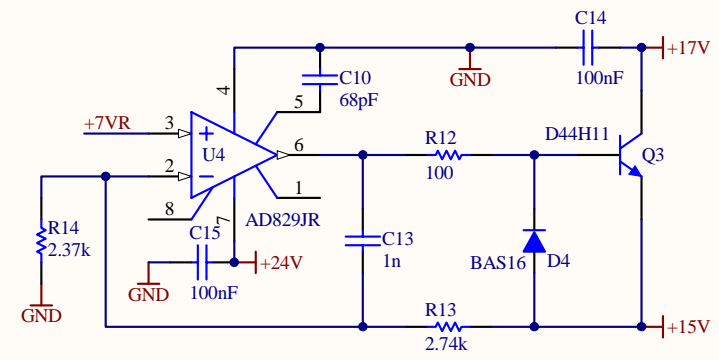 C14
+17V
GND
100nF
4
C10
68pF
5
+7VR
3
U4
6
R12
100
D44H11
Q3
2
1
8
7
AD829JR
R14
2.37k
C15
C13
1n
+24V
BAS16
D4
GND
100nF
GND
R13
2.74k
+15V